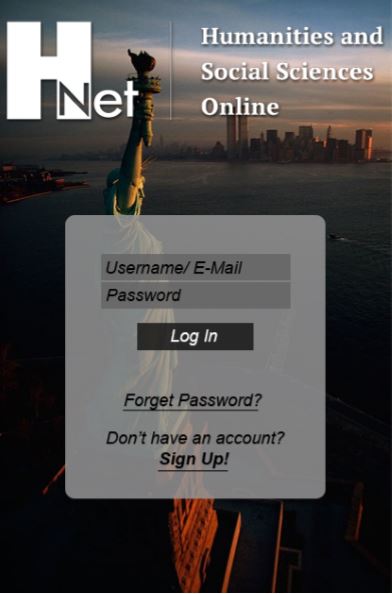 H Net
Humanities and
Social Sciences
Online
Username/ E-Mail
Password
Log In
Forget Password?
Don't have an account?
Sign Up!